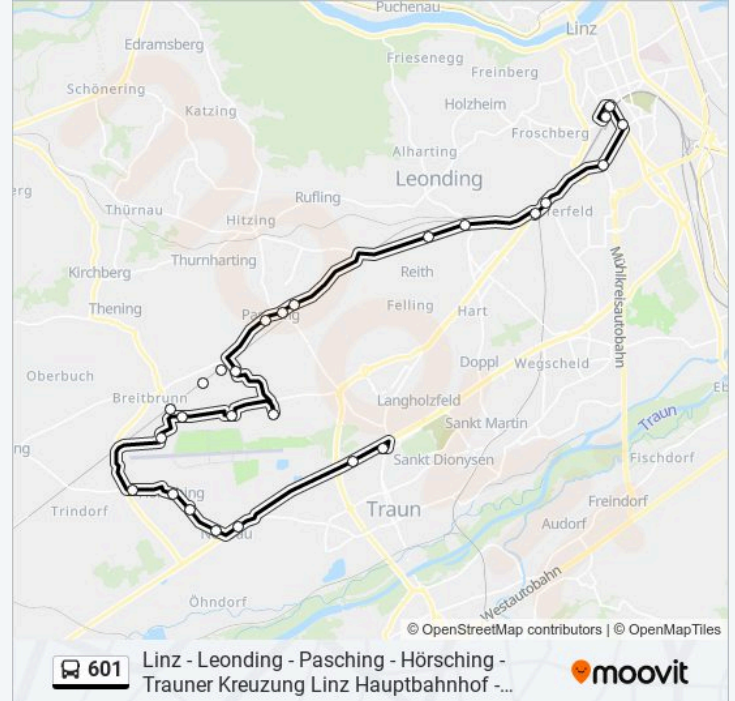 Puchenau
Linz
Edramsberg
Friesenegg
Freinberg
Schönering
Katzing
Holzheim
Froschberg
Alharting
Leonding
Rufling
Thürnau
Hitzing
Thurnharting
Reith
Kirchberg
Mühlkreisautobahn
Thening
Felling
Hart
Doppl
Wegscheid
Oberbuch
Breitbrunn
Langholzfeld
Sankt Martin
Traun
Sankt Dionysen
Fischdorf
Trindorf
Traun
Freindorf
Audorf
Westautobahn
Öhndorf
© OpenStreetMap contributors | © OpenMapTiles
601
Linz - Leonding - Pasching - Hörsching -
Trauner Kreuzung Linz Hauptbahnhof -...
moovit